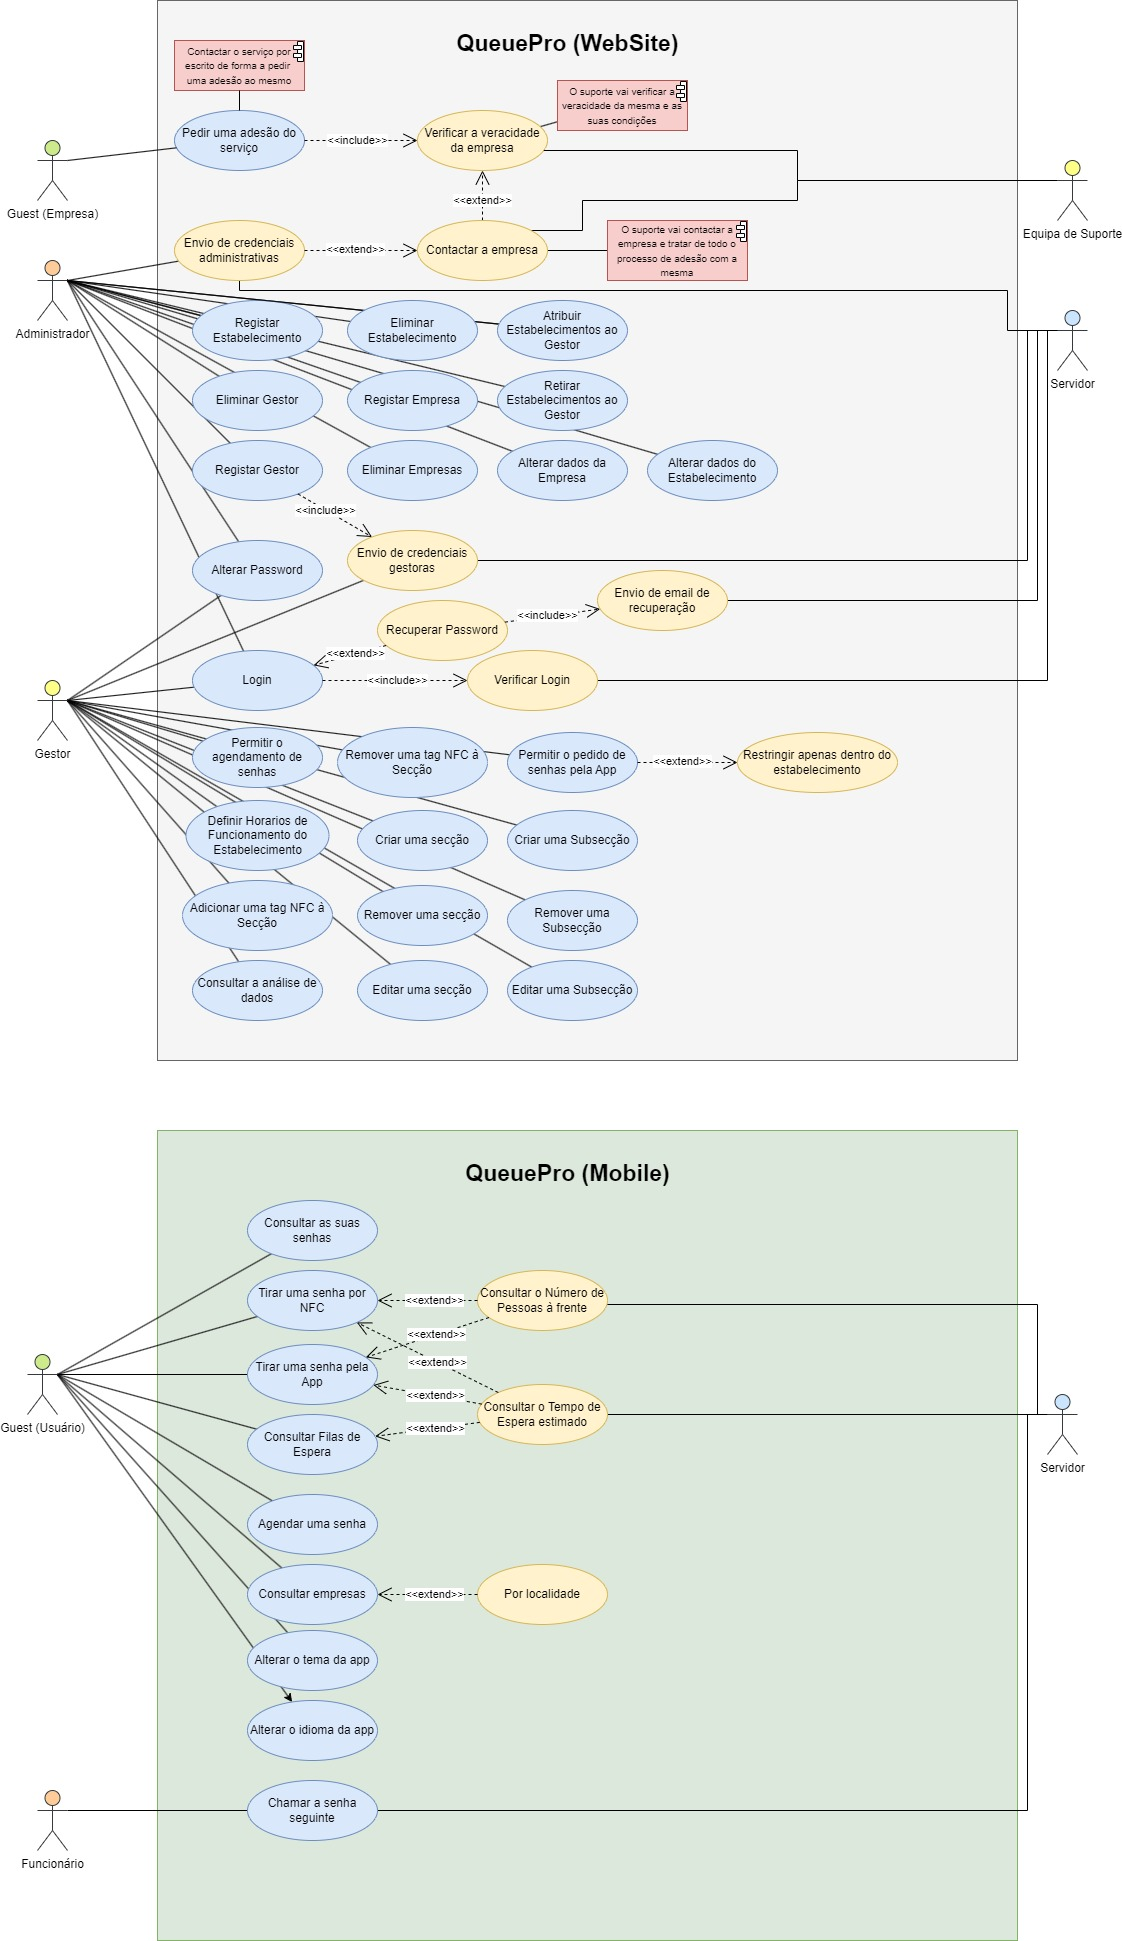 QueuePro (WebSite)
Contactar o serviço por
escrito de forma a pedir
uma adesão ao mesmo
O suporte vai verificar a
veracidade da mesma e as
suas condições
Pedir uma adesão do
serviço
<<include>>
Verificar a veracidade
da empresa
Guest (Empresa)
<<extend>>
Equipa de Suporte
Envio de credenciais
administrativas
<<extend>>
Contactar a empresa
O suporte vai contactar a
empresa e tratar de todo o
processo de adesão com a
mesma
Administrador
Registar
Estabelecimento
Eliminar
Estabelecimento
Atribuir
Estabelecimentos ao
Gestor
Servidor
Eliminar Gestor
Registar Empresa
Retirar
Estabelecimentos ao
Gestor
Registar Gestor
Eliminar Empresas
Alterar dados da
Empresa
Alterar dados do
Estabelecimento
<<include>>
Alterar Password
Envio de credenciais
gestoras
Envio de email de
recuperação
<<include>>
Recuperar Password
<<extend>>
Login
<<include>>
Verificar Login
Gestor
Permitir o
agendamento de
senhas
Remover uma tag NFC à
Secção
Permitir o pedido de
senhas pela App
<<extend>>
Restringir apenas dentro do
estabelecimento
Definir Horarios de
Funcionamento do
Estabelecimento
Criar uma secção
Criar uma Subsecção
Adicionar uma tag NFC à
Secção
Remover uma secção
Remover uma
Subsecção
Consultar a análise de
dados
Editar uma secção
Editar uma Subsecção
QueuePro (Mobile)
Consultar as suas
senhas
Tirar uma senha por
NFC
<<extend>>
Consultar o Número de
Pessoas à frente
<<extend>>
<<extend>>
Tirar uma senha pela
App
<<extend>>
Consultar o Tempo de
Espera estimado
Guest (Usuário)
Consultar Filas de
Espera
<<extend>>
Servidor
Agendar uma senha
Consultar empresas
<<extend>>
Por localidade
Alterar o tema da app
Alterar o idioma da app
Chamar a senha
seguinte
Funcionário